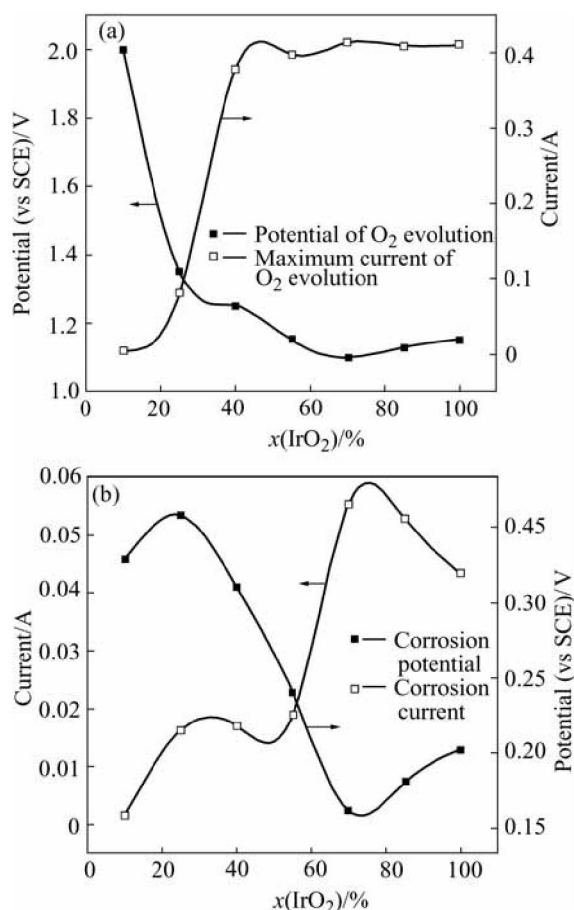 (a)
2.0
1.8
1.6
1.4
1.2
1.0
Potential (vs SCE)/V
0.4
0.3
0.2
0.1
0
Current/A
Potential of O₂ evolution
Maximum current of
O₂ evolution
0
20
40
60
80
100
x(IrO₂)/%
(b)
0.06
0.05
0.04
0.03
0.02
0.01
0
Current/A
0.45
0.30
0.25
0.20
0.15
Potential (vs SCE)/V
Corrosion
potential
Corrosion
current
0
20
40
60
80
100
x(IrO₂)/%